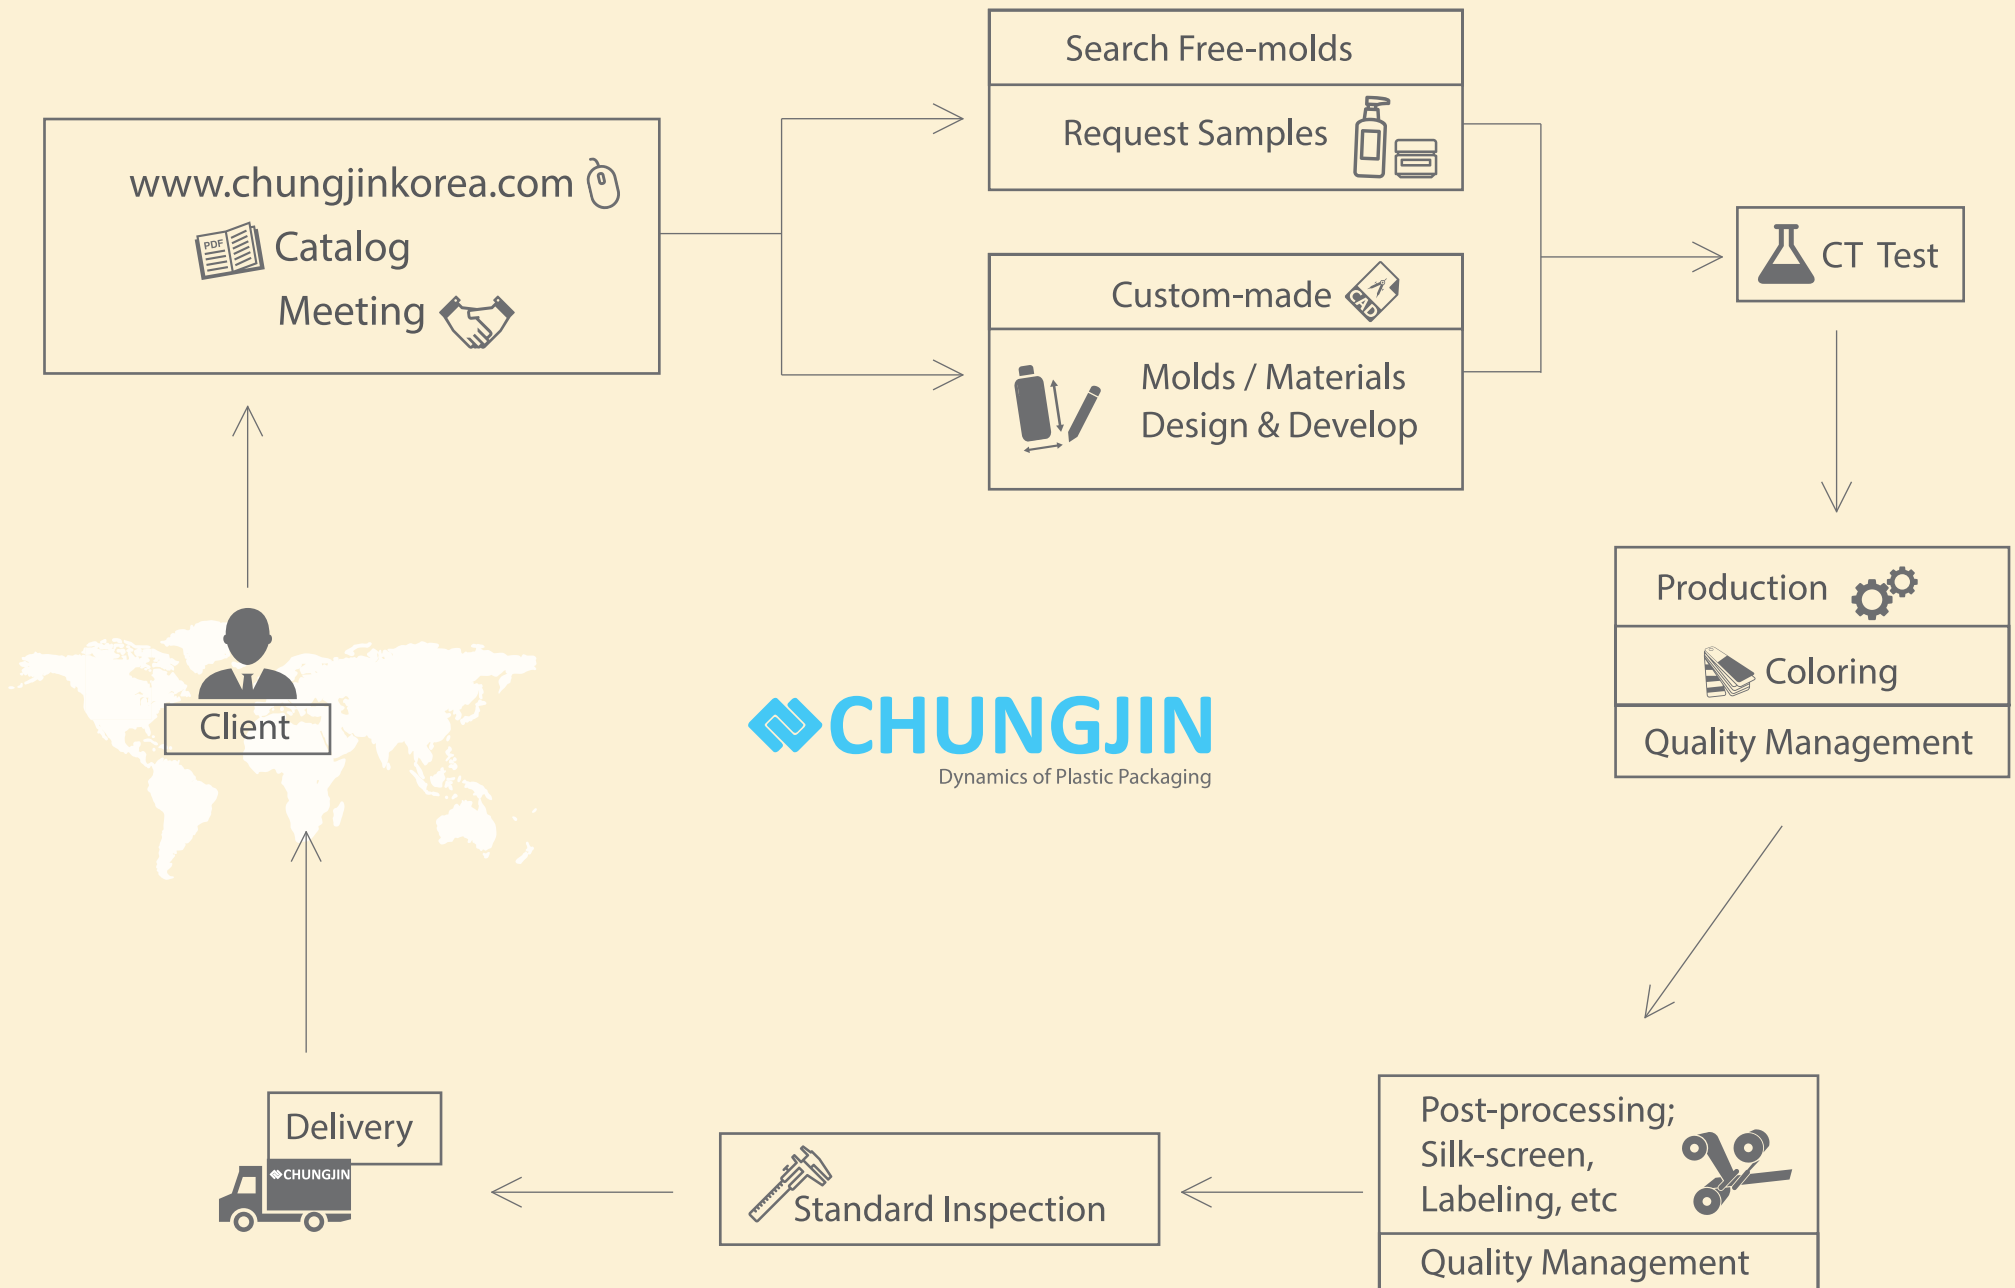 Search Free-molds
Request Samples
www.chungjinkorea.com
PDF
Catalog
Meeting
Custom-made
CAD
Molds / Materials
Design & Develop
CT Test
Production
Coloring
Quality Management
Client
CHUNGJIN
Dynamics of Plastic Packaging
Post-processing;
Silk-screen,
Labeling, etc
Quality Management
Standard Inspection
Delivery
CHUNGJIN